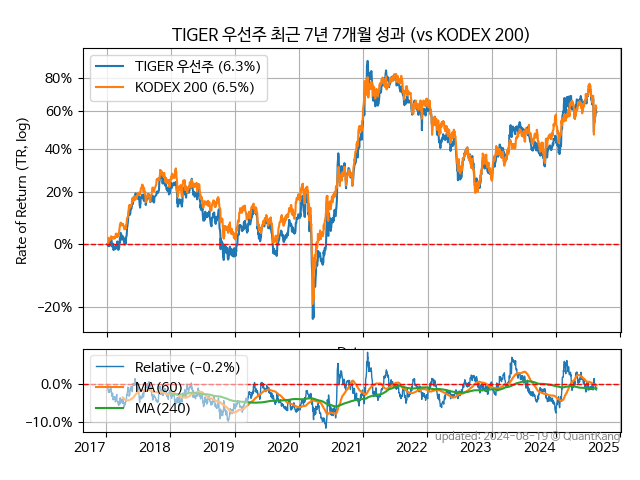 TIGER 우선주 최근 7년 7개월 성과 (vs KODEX 200)
Rate of Return (TR, log)
TIGER 우선주 (6.3%)
KODEX 200 (6.5%)
80%
60%
40%
20%
0%
−20%
Relative (−0.2%)
MA(60)
MA(240)
0.0%
−10.0%
2017 2018 2019 2020 2021 2022 2023 2024 2025
updated: 2024-08-19 © QuantKang